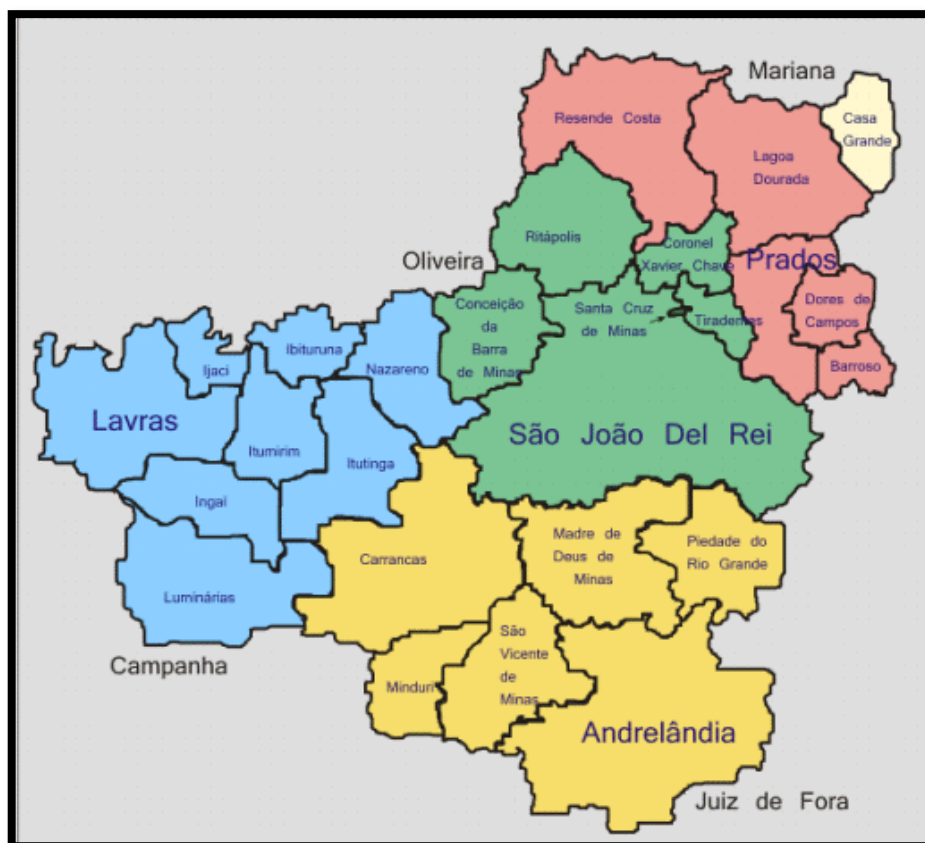 Mariana
Resende Costa
Casa
Grande
Lagoa
Dourada
Ritápolis
Coronel
Xavier Chave
Oliveira
Prados
Conceição
da
Barra
de Minas
Santa Cruz
de Minas
Tiradentes
Dores de
Campos
Ibituruna
Ijaci
Nazareno
Barroso
Lavras
Itumirim
Itutinga
São João Del Rei
Ingaí
Carrancas
Madre de
Deus de
Minas
Piedade do
Rio Grande
Luminárias
São
Vicente
de
Minas
Campanha
Minduri
Andrelândia
Juiz de Fora